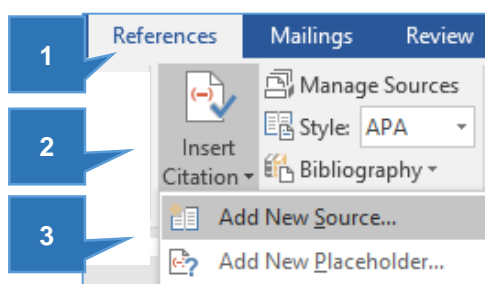 1
References Mailings Review
Manage Sources
2
Insert
Citation
Style: APA
Bibliography
3
Add New Source...
Add New Placeholder...